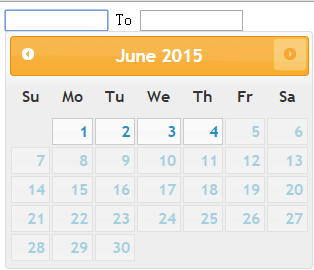 To
June 2015
Su Mo Tu We Th Fr Sa
1 2 3 4 5 6
7 8 9 10 11 12 13
14 15 16 17 18 19 20
21 22 23 24 25 26 27
28 29 30